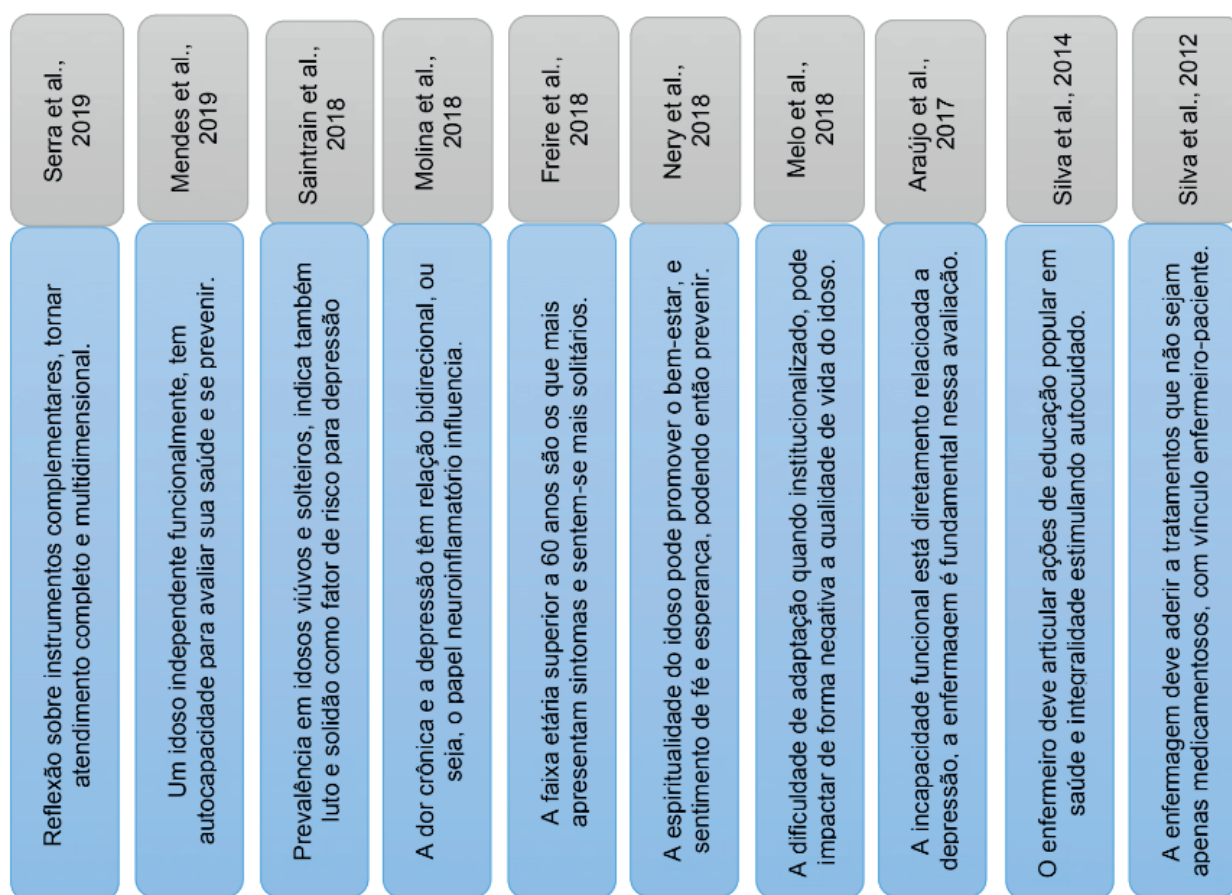 Serra et al.,
2019
Reflexão sobre instrumentos complementares, tornar
atendimento completo e multidimensional.
Mendes et al.,
2019
Um idoso independente funcionalmente, tem
autocapacidade para avaliar sua saúde e se prevenir.
Saintrain et al.,
2018
Prevalência em idosos viúvos e solteiros, indica também
luto e solidão como fator de risco para depressão
Molina et al.,
2018
A dor crônica e a depressão têm relação bidirecional, ou
seja, o papel neuroinflamatório influencia.
Freire et al.,
2018
A faixa etária superior a 60 anos são os que mais
apresentam sintomas e sentem-se mais solitários.
Nery et al.,
2018
A espiritualidade do idoso pode promover o bem-estar, e
sentimento de fé e esperança, podendo então prevenir.
Melo et al.,
2018
A dificuldade de adaptação quando institucionalizado, pode
impactar de forma negativa a qualidade de vida do idoso.
Araújo et al.,
2017
A incapacidade funcional está diretamento relacioada a
depressão, a enfermagem é fundamental nessa avaliação.
Silva et al., 2014
O enfermeiro deve articular ações de educação popular em
saúde e integralidade estimulando autocuidado.
Silva et al., 2012
A enfermagem deve aderir a tratamentos que não sejam
apenas medicamentosos, com vínculo enfermeiro-paciente.